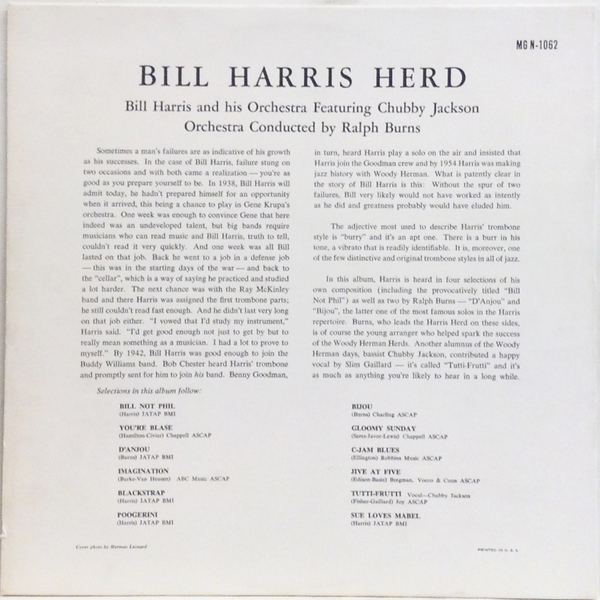 MG N-1062
BILL HARRIS HERD
Bill Harris and his Orchestra Featuring Chubby Jackson
Orchestra Conducted by Ralph Burns
Sometimes a man's failures are as indicative of his growth
as his successes. In the case of Bill Harris, failure stung on
two occasions and with both came a realization — you're as
good as you prepare yourself to be. In 1938, Bill Harris will
admit today, he hadn't prepared himself for an opportunity
when it arrived, this being a chance to play in Gene Krupa's
orchestra. One week was enough to convince Gene that here
indeed was an undeveloped talent, but big bands require
musicians who can read music and Bill Harris, truth to tell,
couldn't read it very quickly. And one week was all Bill
lasted on that job. Back he went to a job in a defense job
— this was in the starting days of the war — and back to
the "cellar", which is a way of saying he practiced and studied
a lot harder. The next chance was with the Ray McKinley
band and there Harris was assigned the first trombone parts;
he still couldn't read fast enough. And he didn't last very long
on that job either. "I vowed that I'd study my instrument,"
Harris said. "I'd get good enough not just to get by but to
really mean something as a musician. I had a lot to prove to
myself." By 1942, Bill Harris was good enough to join the
Buddy Williams band. Bob Chester heard Harris' trombone
and promptly sent for him to join his band. Benny Goodman,
in turn, heard Harris play a solo on the air and insisted that
Harris join the Goodman crew and by 1954 Harris was making
jazz history with Woody Herman. What is patently clear in
the story of Bill Harris is this: Without the spur of two
failures, Bill very likely would not have worked as intently
as he did and greatness probably would have eluded him.
The adjective most used to describe Harris' trombone
style is "burry" and it's an apt one. There is a burr in his
tone, a vibrato that is readily identifiable. It is, moreover, one
of the few distinctive and original trombone styles in all of jazz.
In this album, Harris is heard in four selections of his
own composition (including the provocatively titled "Bill
Not Phil") as well as two by Ralph Burns — "D'Anjou" and
"Bijou", the latter one of the most famous solos in the Harris
repertoire. Burns, who leads the Harris Herd on these sides,
is of course the young arranger who helped spark the success
of the Woody Herman Herds. Another alumnus of the Woody
Herman days, bassist Chubby Jackson, contributed a happy
vocal by Slim Gaillard — it's called "Tutti-Frutti" and it's
as much as anything you're likely to hear in a long while.
Selections in this album follow:
BILL NOT PHIL
(Harris) JATAP BMI
YOU'RE BLASE
(Hamilton-Civier) Chappell ASCAP
D'ANJOU
(Burns) JATAP BMI
IMAGINATION
(Burke-Van Heusen) ABC Music ASCAP
BLACKSTRAP
(Harris) JATAP BMI
POOGERINI
(Harris) JATAP BMI
BIJOU
(Burns) Charling ASCAP
GLOOMY SUNDAY
(Seress-Javor-Lewis) Chappell ASCAP
C-JAM BLUES
(Ellington) Robbins Music ASCAP
JIVE AT FIVE
(Edison-Basie) Bregman, Vocco & Conn ASCAP
TUTTI-FRUTTI Vocal—Chubby Jackson
(Fisher-Gaillard) Joy ASCAP
SUE LOVES MABEL
(Harris) JATAP BMI
Cover photo by Herman Leonard
PRINTED IN U. S. A.